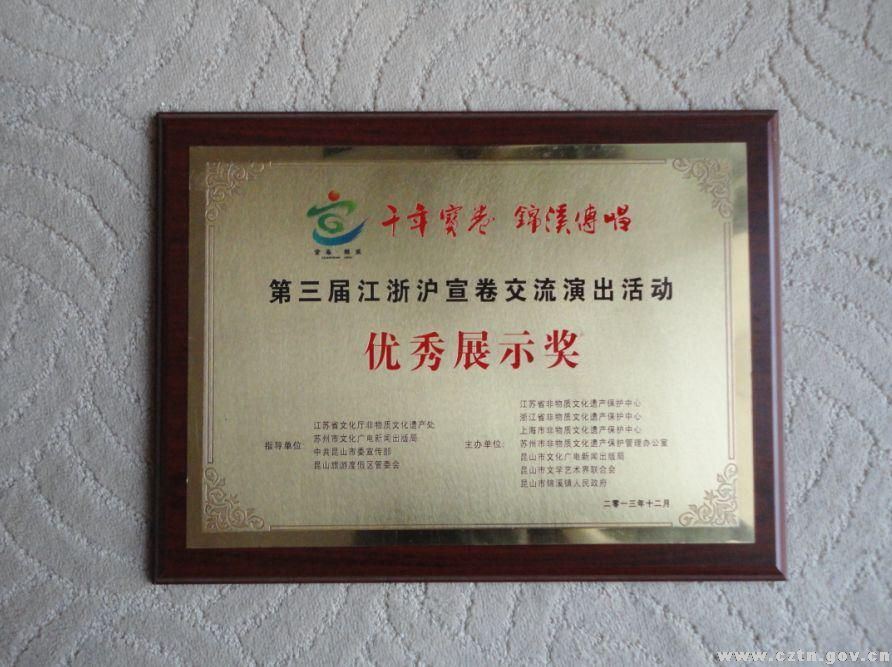 千年寳卷 錦溪傳唱
宣卷·锦溪
第三届江浙沪宣卷交流演出活动
优秀展示奖
指导单位:
江苏省文化厅非物质文化遗产处
苏州市文化广电新闻出版局
中共昆山市委宣传部
昆山旅游度假区管委会
主办单位:
江苏省非物质文化遗产保护中心
浙江省非物质文化遗产保护中心
上海市非物质文化遗产保护中心
苏州市非物质文化遗产保护管理办公室
昆山市文化广电新闻出版局
昆山市文学艺术界联合会
昆山市锦溪镇人民政府
二零一三年十二月
www.cztn.gov.cn